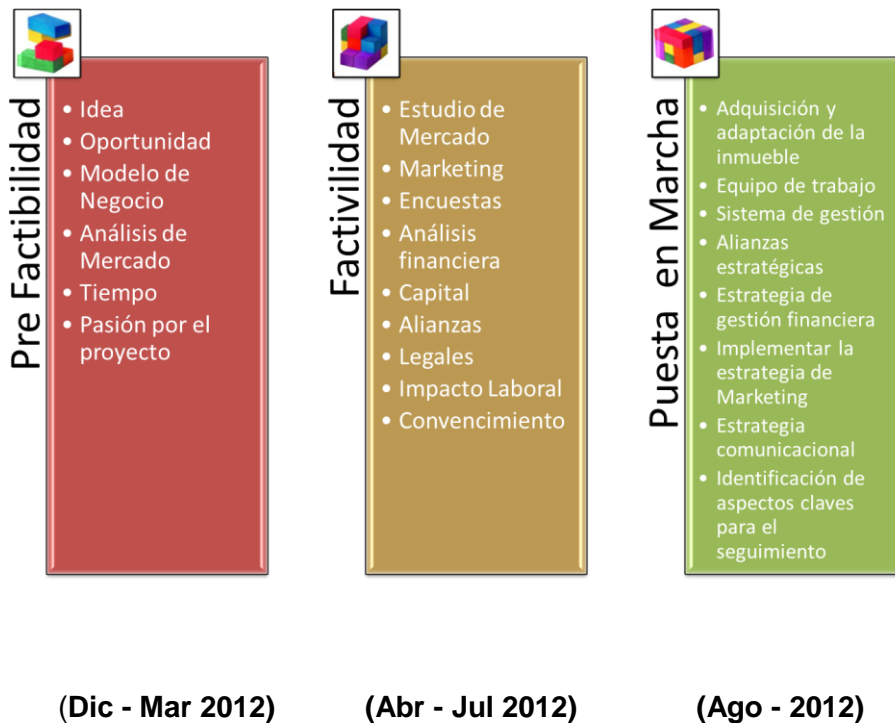 Pre Factibilidad
• Idea
• Oportunidad
• Modelo de
Negocio
• Análisis de
Mercado
• Tiempo
• Pasión por el
proyecto
Factivilidad
• Estudio de
Mercado
• Marketing
• Encuestas
• Análisis
financiera
• Capital
• Alianzas
• Legales
• Impacto Laboral
• Convencimiento
Puesta en Marcha
• Adquisición y
adaptación de la
inmueble
• Equipo de trabajo
• Sistema de gestión
• Alianzas
estratégicas
• Estrategia de
gestión financiera
• Implementar la
estrategia de
Marketing
• Estrategia
comunicacional
• Identificación de
aspectos claves
para el
seguimiento
(Dic - Mar 2012)
(Abr - Jul 2012)
(Ago - 2012)